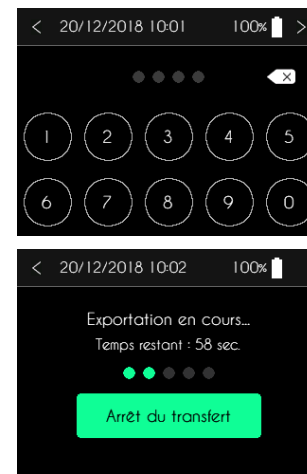 < 20/12/2018 10:01 100% >
1 2 3 4 5
6 7 8 9 0
< 20/12/2018 10:02 100%
Exportation en cours...
Temps restant : 58 sec.
Arrêt du transfert